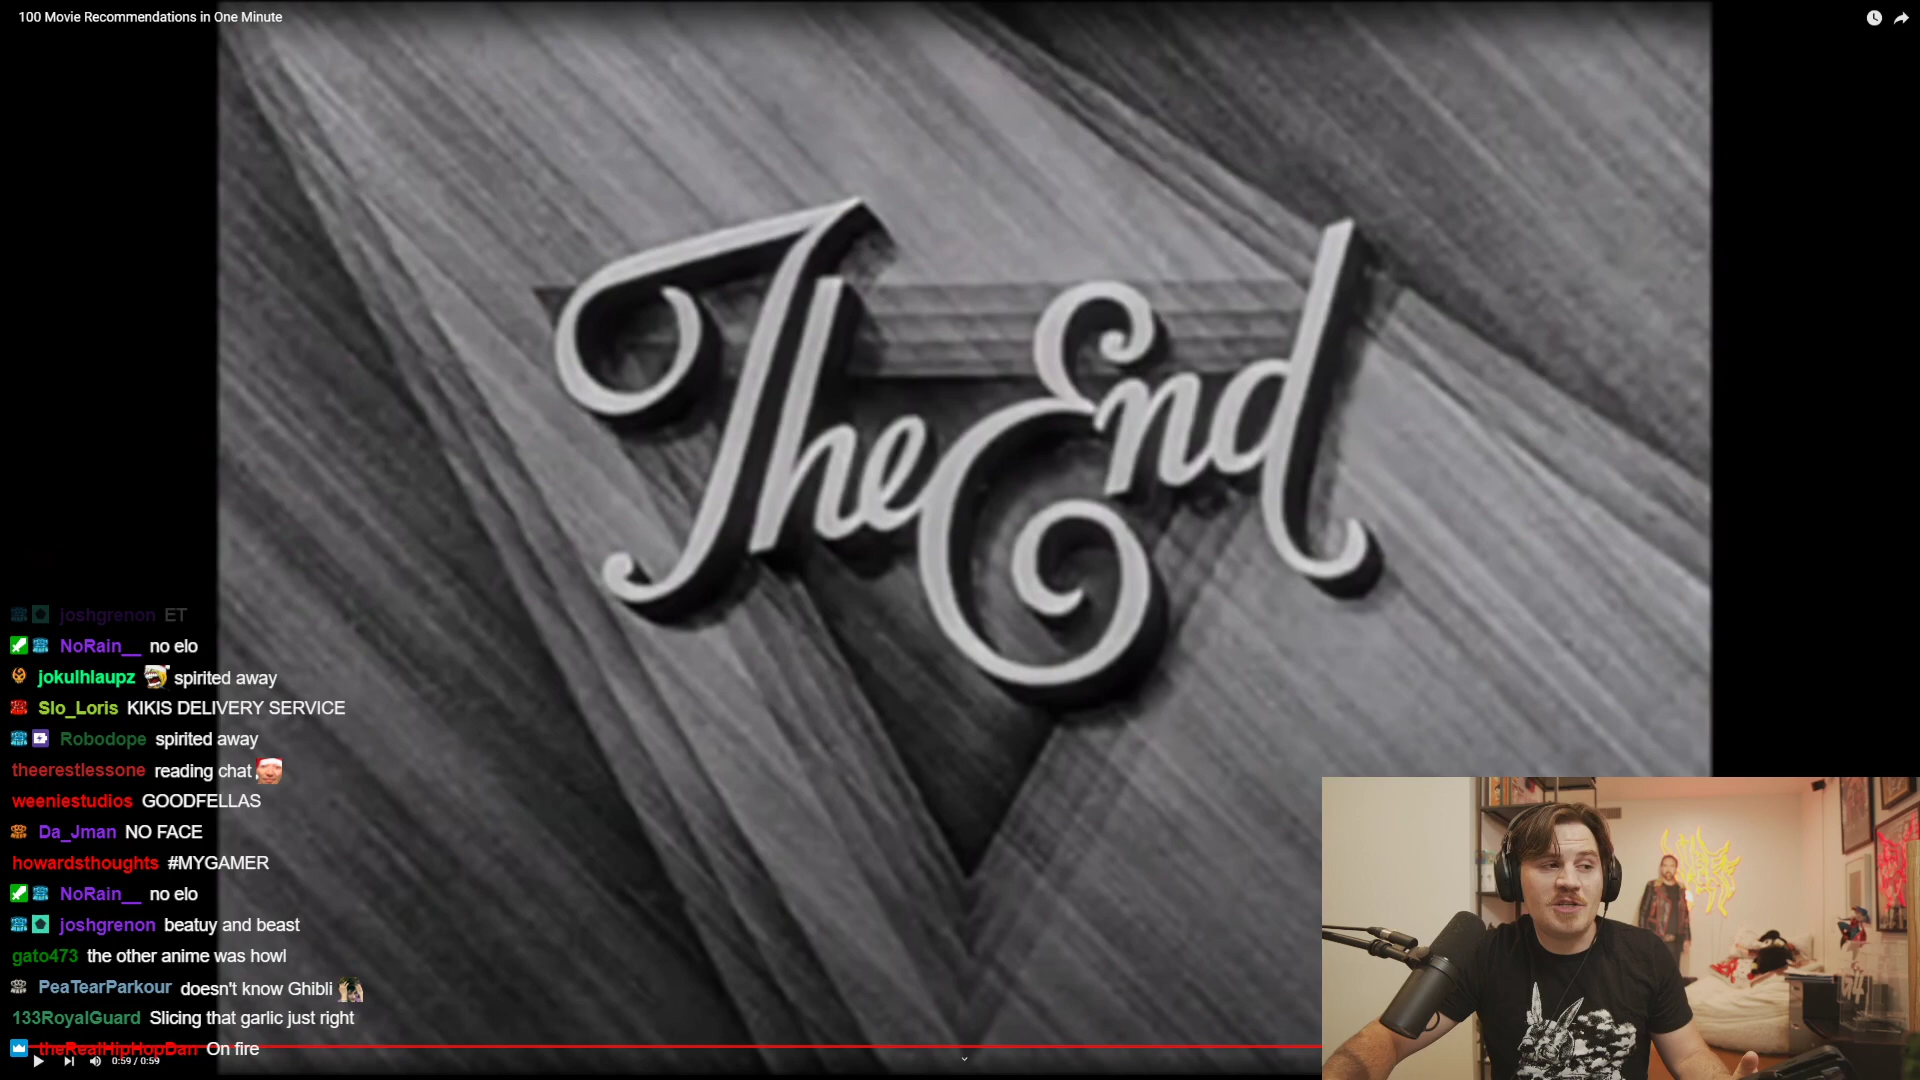 100 Movie Recommendations in One Minute
The End
joshgrenon ET
NoRain__ no elo
jokulhlaupz spirited away
Slo_Loris KIKIS DELIVERY SERVICE
Robodope spirited away
theerestlessone reading chat
weeniestudios GOODFELLAS
Da_Jman NO FACE
howardsthoughts #MYGAMER
NoRain__ no elo
joshgrenon beatuy and beast
gato473 the other anime was howl
PeaTearParkour doesn't know Ghibli
133RoyalGuard Slicing that garlic just right
theRealHipHopDan On fire
0:59 / 0:59